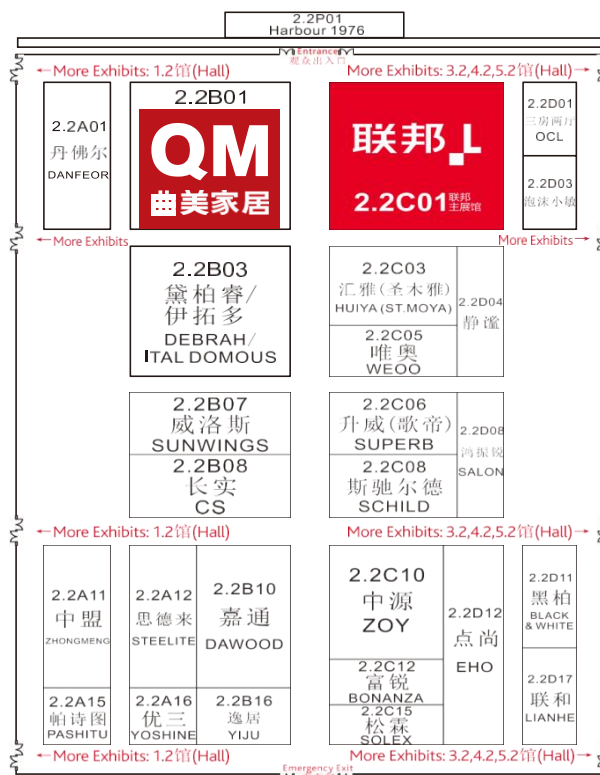 2.2P01
Harbour 1976
Entrance
观众出入口
More Exhibits: 1.2馆(Hall)
More Exhibits: 3.2,4.2,5.2馆(Hall)
2.2A01
丹佛尔
DANFEOR
2.2B01
QM
曲美家居
联邦
2.2C01 联邦
主展馆
2.2D01
三房两厅
OCL
2.2D03
泡沫小敏
More Exhibits
More Exhibits
2.2B03
黛柏睿/
伊拓多
DEBRAH/
ITAL DOMOUS
2.2C03
汇雅(圣木雅)
HUIYA (ST.MOYA)
2.2C05
唯奥
WEOO
2.2D04
静谧
2.2B07
威洛斯
SUNWINGS
2.2B08
长实
CS
2.2C06
升威(歌帝)
SUPERB
2.2C08
斯驰尔德
SCHILD
2.2D08
鸿振锐
SALON
More Exhibits: 1.2馆(Hall)
More Exhibits: 3.2,4.2,5.2馆(Hall)
2.2A11
中盟
ZHONGMENG
2.2A12
思德来
STEELITE
2.2B10
嘉通
DAWOOD
2.2C10
中源
ZOY
2.2D12
点尚
EHO
2.2D11
黑柏
BLACK
& WHITE
2.2A15
帕诗图
PASHITU
2.2A16
优三
YOSHINE
2.2B16
逸居
YIJU
2.2C12
富锐
BONANZA
2.2C15
松霖
SOLEX
2.2D17
联和
LIANHE
More Exhibits: 1.2馆(Hall)
More Exhibits: 3.2,4.2,5.2馆(Hall)
Emergency Exit